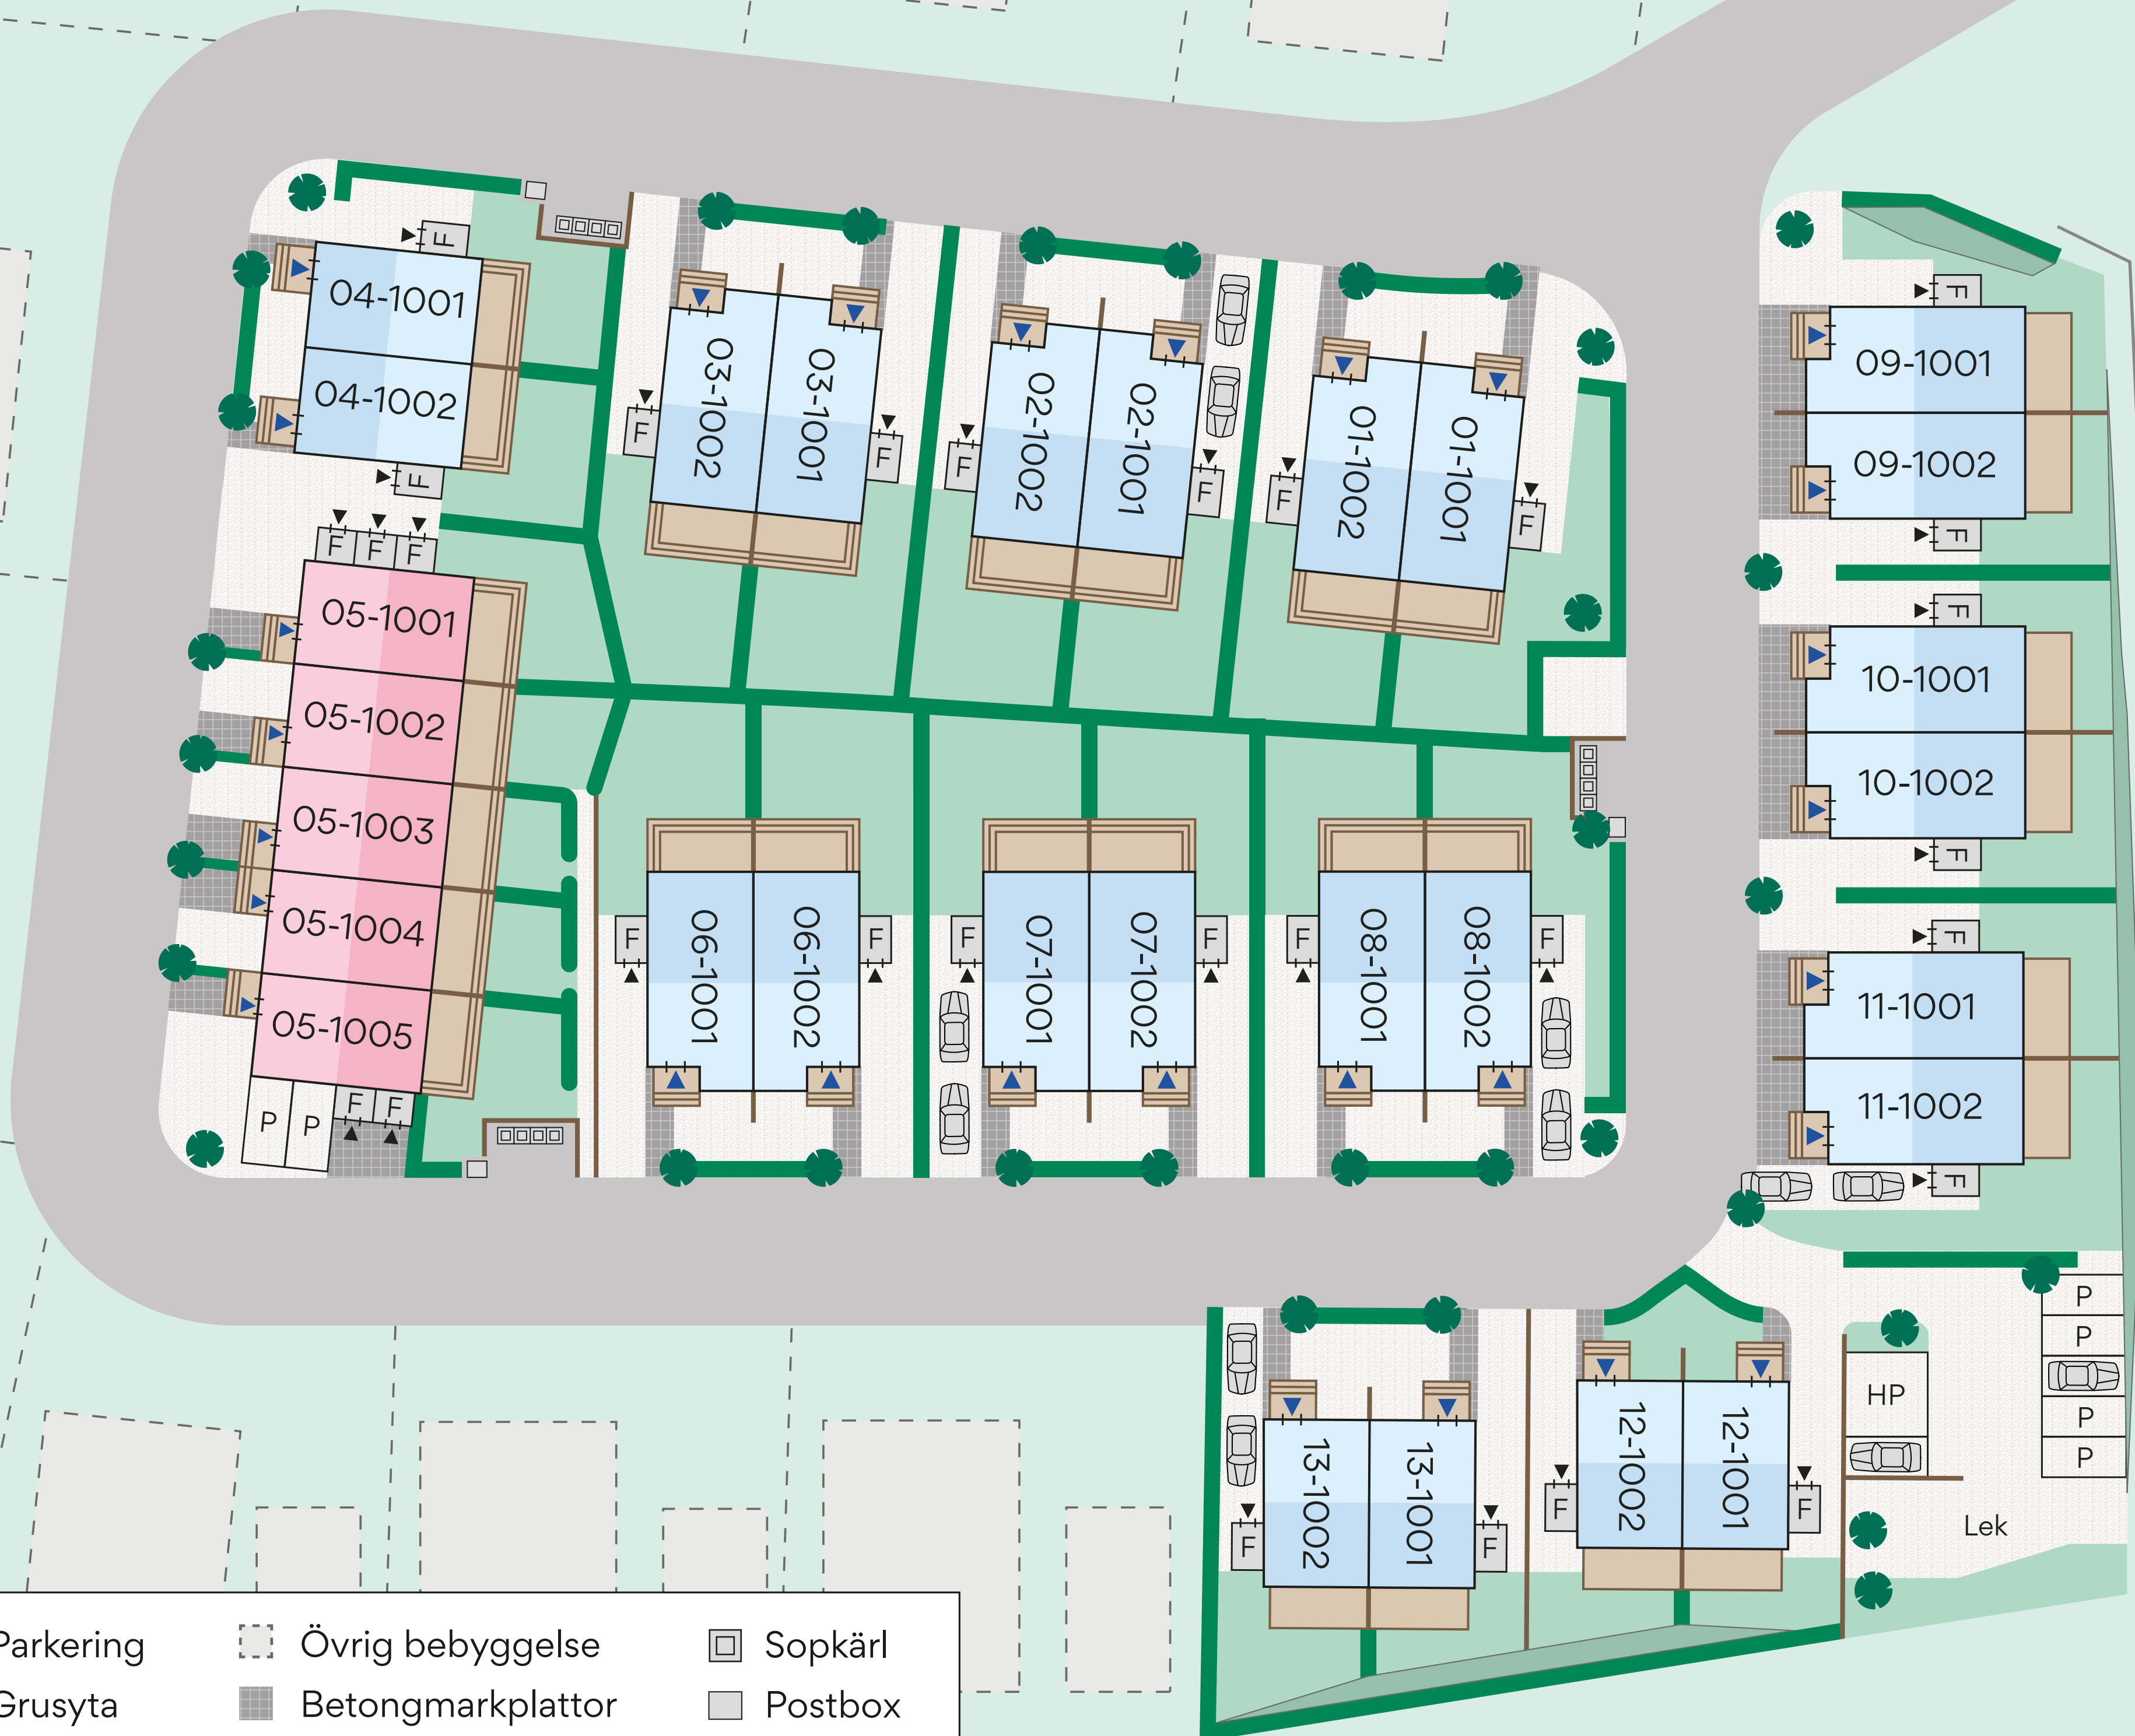 F
04-1001
04-1002
F
F
F
F
03-1002
03-1001
F
F
02-1002
02-1001
F
F
01-1002
01-1001
F
F
F
09-1001
09-1002
F
F
10-1001
10-1002
F
F
11-1001
11-1002
F
05-1001
05-1002
05-1003
05-1004
05-1005
P
P
F
F
F
06-1001
06-1002
F
F
07-1001
07-1002
F
F
08-1001
08-1002
F
F
13-1002
13-1001
F
F
12-1002
12-1001
F
HP
Lek
P
P
P
P
Parkering
Övrig bebyggelse
Sopkärl
Grusyta
Betongmarkplattor
Postbox